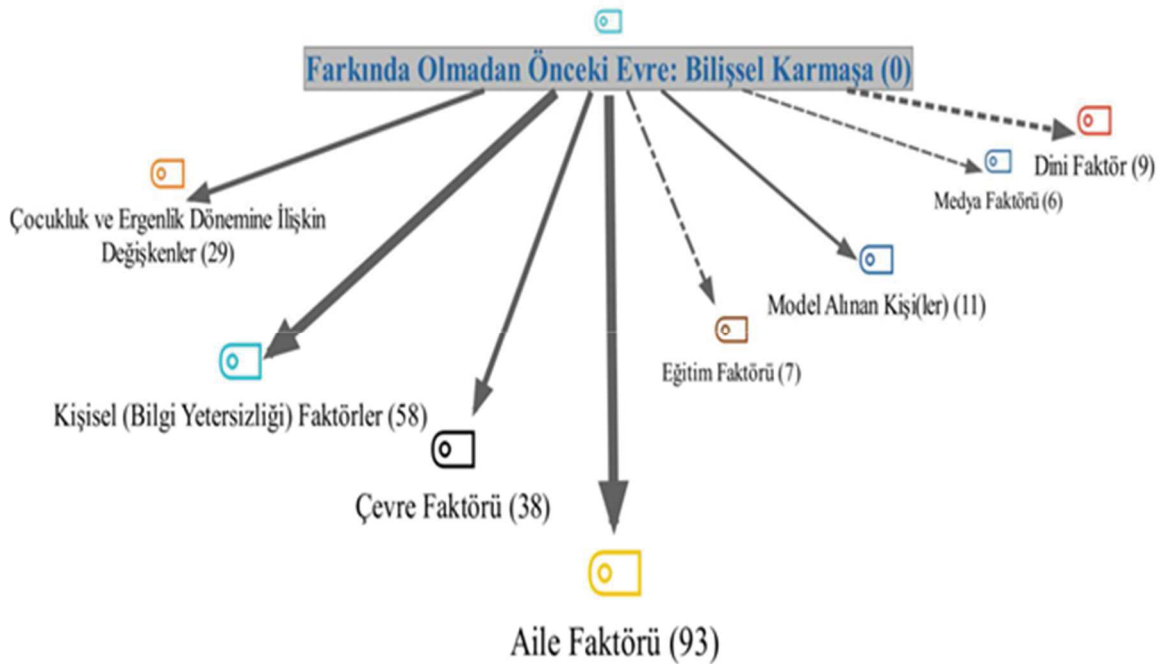 Farkında Olmadan Önceki Evre: Bilişsel Karmaşa (0)
Dini Faktör (9)
Medya Faktörü (6)
Çocukluk ve Ergenlik Dönemine İlişkin
Değişkenler (29)
Model Alınan Kişi(ler) (11)
Eğitim Faktörü (7)
Kişisel (Bilgi Yetersizliği) Faktörler (58)
Çevre Faktörü (38)
Aile Faktörü (93)